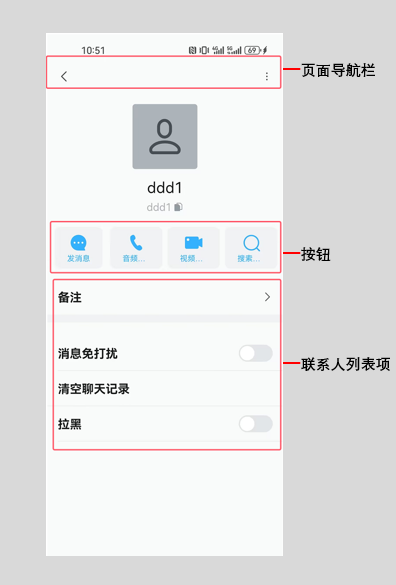 10:51
69
页面导航栏
ddd1
ddd1
按钮
发消息 音频... 视频... 搜索...
备注
消息免打扰
联系人列表项
清空聊天记录
拉黑